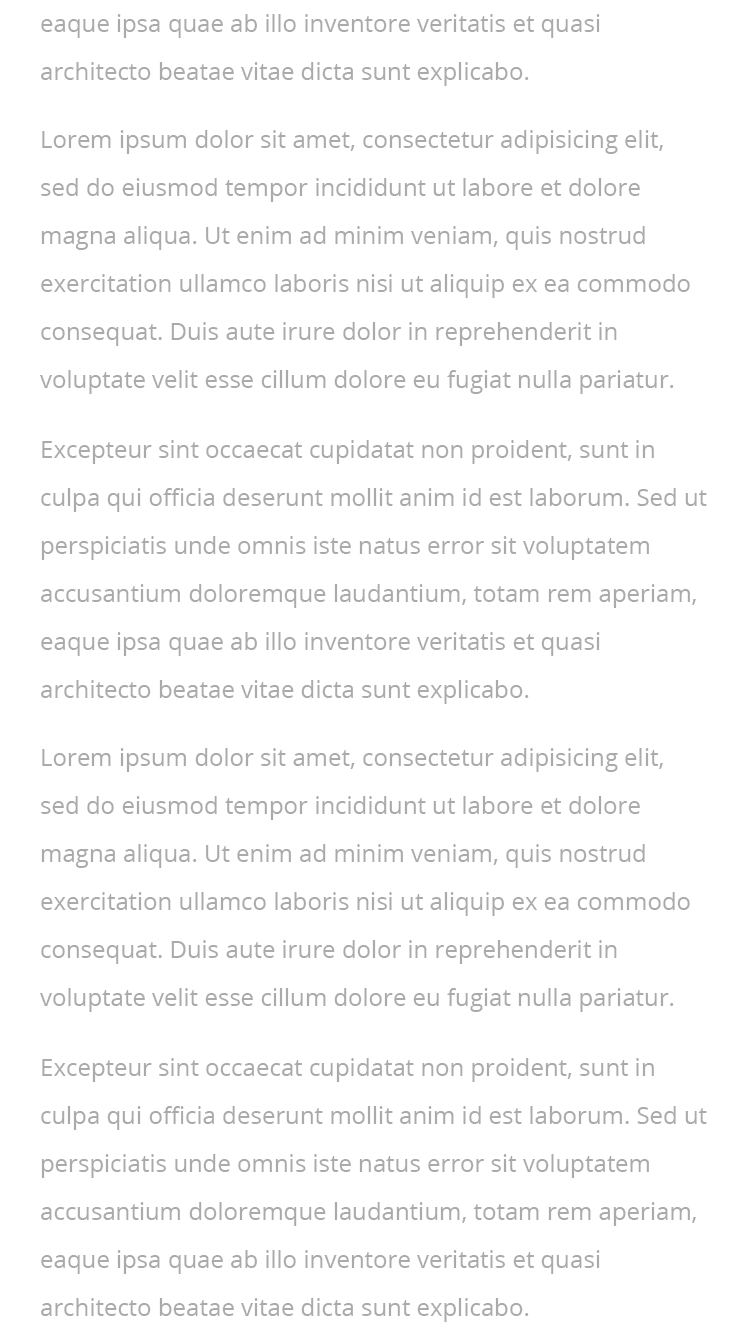 eaque ipsa quae ab illo inventore veritatis et quasi
architecto beatae vitae dicta sunt explicabo.
Lorem ipsum dolor sit amet, consectetur adipisicing elit,
sed do eiusmod tempor incididunt ut labore et dolore
magna aliqua. Ut enim ad minim veniam, quis nostrud
exercitation ullamco laboris nisi ut aliquip ex ea commodo
consequat. Duis aute irure dolor in reprehenderit in
voluptate velit esse cillum dolore eu fugiat nulla pariatur.
Excepteur sint occaecat cupidatat non proident, sunt in
culpa qui officia deserunt mollit anim id est laborum. Sed ut
perspiciatis unde omnis iste natus error sit voluptatem
accusantium doloremque laudantium, totam rem aperiam,
eaque ipsa quae ab illo inventore veritatis et quasi
architecto beatae vitae dicta sunt explicabo.
Lorem ipsum dolor sit amet, consectetur adipisicing elit,
sed do eiusmod tempor incididunt ut labore et dolore
magna aliqua. Ut enim ad minim veniam, quis nostrud
exercitation ullamco laboris nisi ut aliquip ex ea commodo
consequat. Duis aute irure dolor in reprehenderit in
voluptate velit esse cillum dolore eu fugiat nulla pariatur.
Excepteur sint occaecat cupidatat non proident, sunt in
culpa qui officia deserunt mollit anim id est laborum. Sed ut
perspiciatis unde omnis iste natus error sit voluptatem
accusantium doloremque laudantium, totam rem aperiam,
eaque ipsa quae ab illo inventore veritatis et quasi
architecto beatae vitae dicta sunt explicabo.